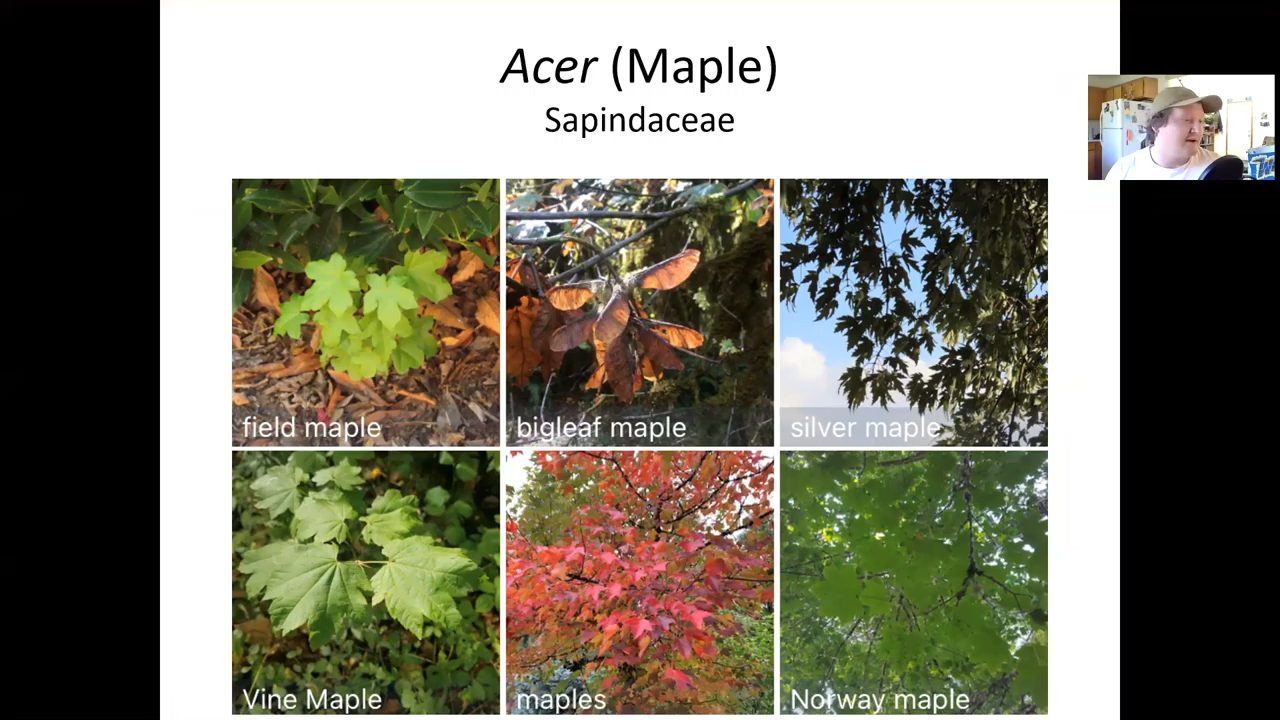 Acer (Maple)
Sapindaceae
field maple
bigleaf maple
silver maple
Vine Maple
maples
Norway maple